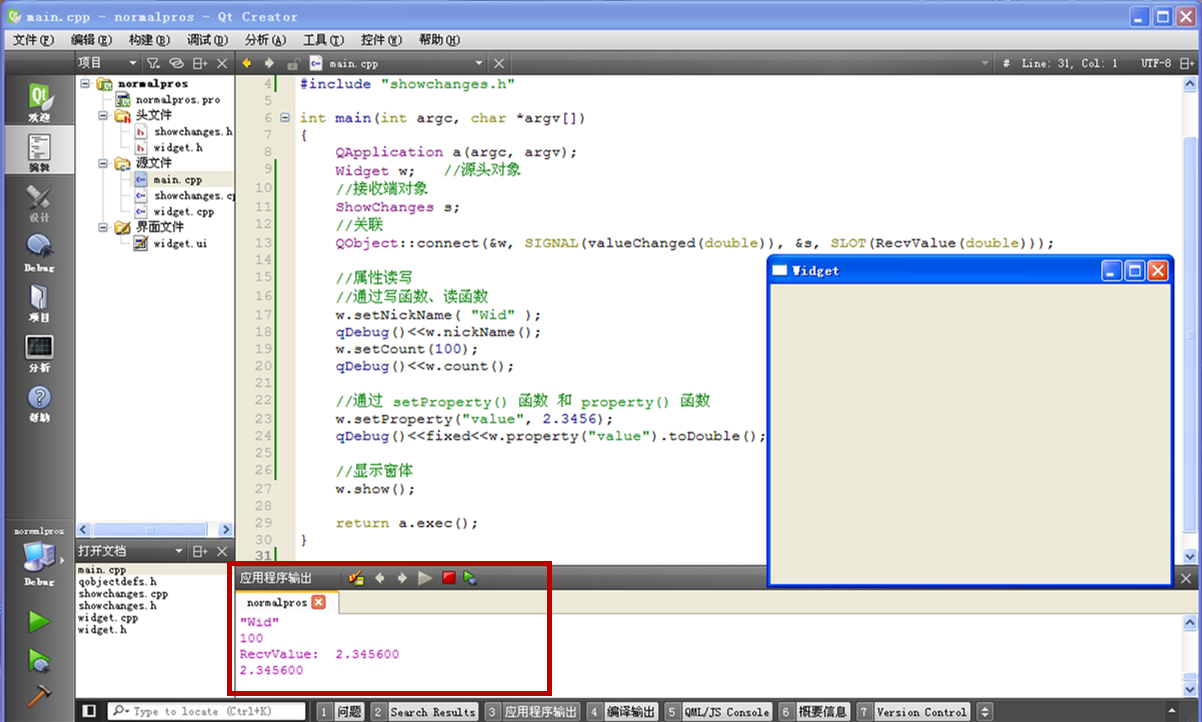 main.cpp - normalpros - Qt Creator
文件(F) 编辑(E) 构建(B) 调试(D) 分析(A) 工具(T) 控件(W) 帮助(H)
项目 main.cpp # Line: 31, Col: 1 UTF-8
欢迎
编辑
设计
Debug
项目
分析
帮助
normalpros
Debug
normalpros
normalpros.pro
头文件
showchanges.h
widget.h
源文件
main.cpp
showchanges.cp
widget.cpp
界面文件
widget.ui
打开文档
main.cpp
qobjectdefs.h
showchanges.cpp
showchanges.h
widget.cpp
widget.h
4 #include "showchanges.h"
5
6 int main(int argc, char *argv[])
7 {
8 QApplication a(argc, argv);
9 Widget w; //源头对象
10 //接收端对象
11 ShowChanges s;
12 //关联
13 QObject::connect(&w, SIGNAL(valueChanged(double)), &s, SLOT(RecvValue(double)));
14
15 //属性读写
16 //通过写函数、读函数
17 w.setNickName( "Wid" );
18 qDebug()<<w.nickName();
19 w.setCount(100);
20 qDebug()<<w.count();
21
22 //通过 setProperty() 函数 和 property() 函数
23 w.setProperty("value", 2.3456);
24 qDebug()<<fixed<<w.property("value").toDouble();
25
26 //显示窗体
27 w.show();
28
29 return a.exec();
30 }
31
Widget
应用程序输出
normalpros
"Wid"
100
RecvValue: 2.345600
2.345600
Type to locate (Ctrl+K) 1 问题 2 Search Results 3 应用程序输出 4 编译输出 5 QML/JS Console 6 概要信息 7 Version Control